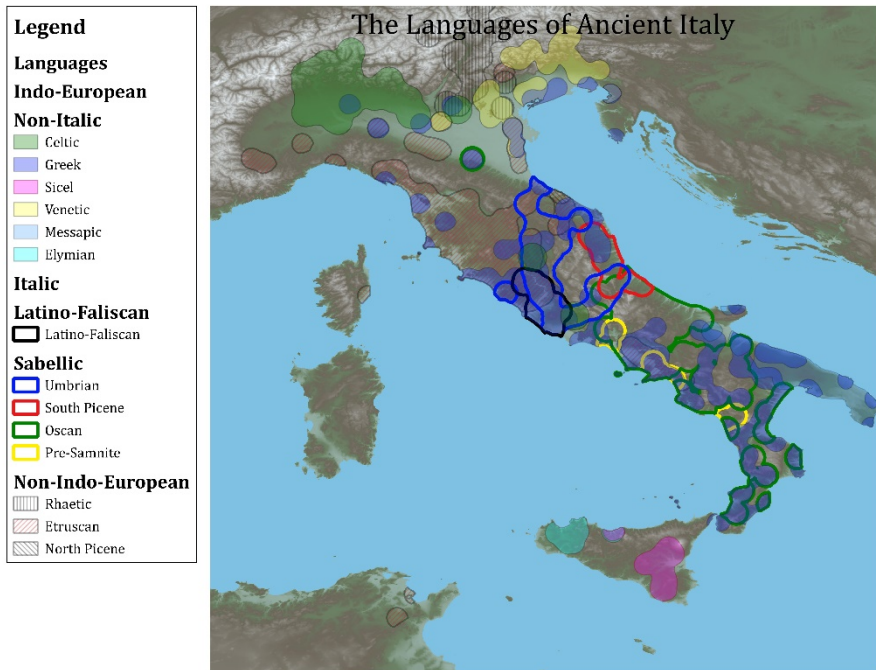 The Languages of Ancient Italy
Legend
Languages
Indo-European
Non-Italic
Celtic
Greek
Sicel
Venetic
Messapic
Elymian
Italic
Latino-Faliscan
Latino-Faliscan
Sabellic
Umbrian
South Picene
Oscan
Pre-Samnite
Non-Indo-European
Rhaetic
Etruscan
North Picene